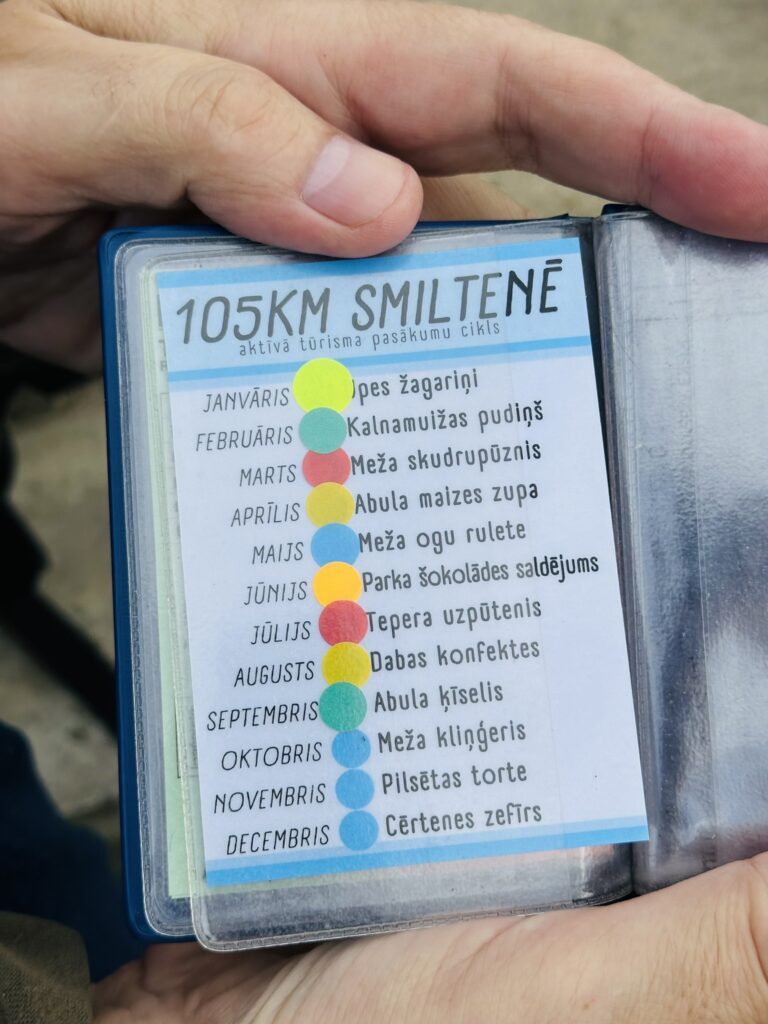 105KM SMILTENĒ
aktīvā tūrisma pasākumu cikls
JANVĀRIS žagariņi
FEBRUĀRIS Kalnamuižas pudiņš
MARTS Meža skudrupūznis
APRĪLIS Abula maizes zupa
MAIJS Meža ogu rulete
JŪNIJS Parka šokolādes saldējums
JŪLIJS Tepera uzpūtenis
AUGUSTS Dabas konfektes
SEPTEMBRIS Abula ķīselis
OKTOBRIS Meža kliņģeris
NOVEMBRIS Pilsētas torte
DECEMBRIS Cērtenes zefīrs